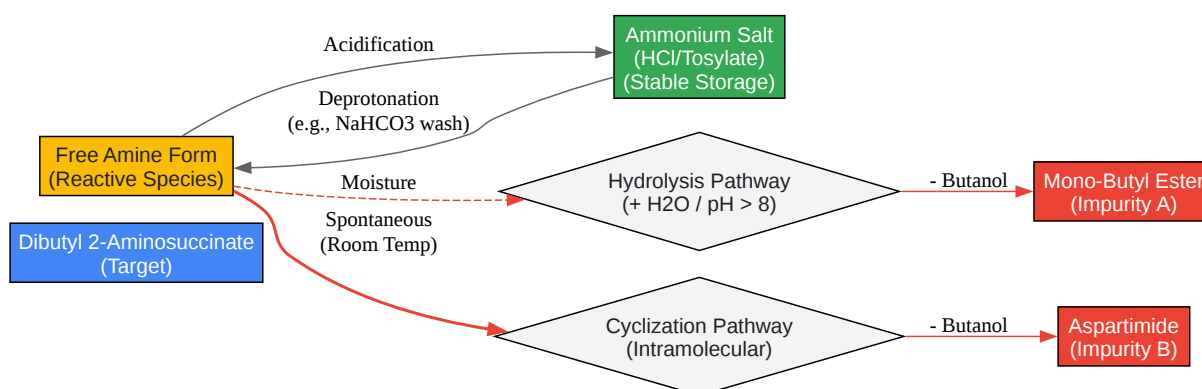 Acidification
Ammonium Salt
(HCl/Tosylate)
(Stable Storage)
Deprotonation
(e.g., NaHCO3 wash)
Free Amine Form
(Reactive Species)
Moisture
Hydrolysis Pathway
(+ H2O / pH > 8)
- Butanol
Mono-Butyl Ester
(Impurity A)
Spontaneous
(Room Temp)
Dibutyl 2-Aminosuccinate
(Target)
Cyclization Pathway
(Intramolecular)
- Butanol
Aspartimide
(Impurity B)